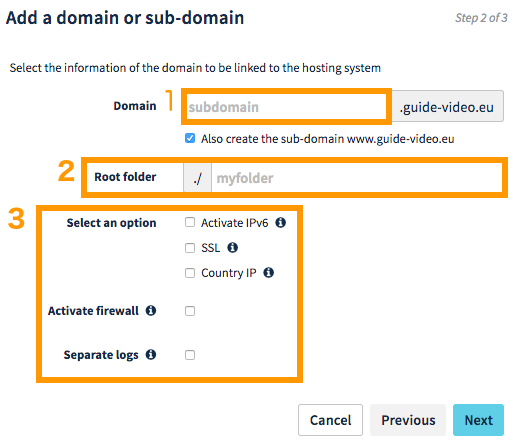 Add a domain or sub-domain
Step 2 of 3
Select the information of the domain to be linked to the hosting system
1
Domain subdomain .guide-video.eu
Also create the sub-domain www.guide-video.eu
2
Root folder ./ myfolder
3
Select an option Activate IPv6
SSL
Country IP
Activate firewall
Separate logs
Cancel Previous Next